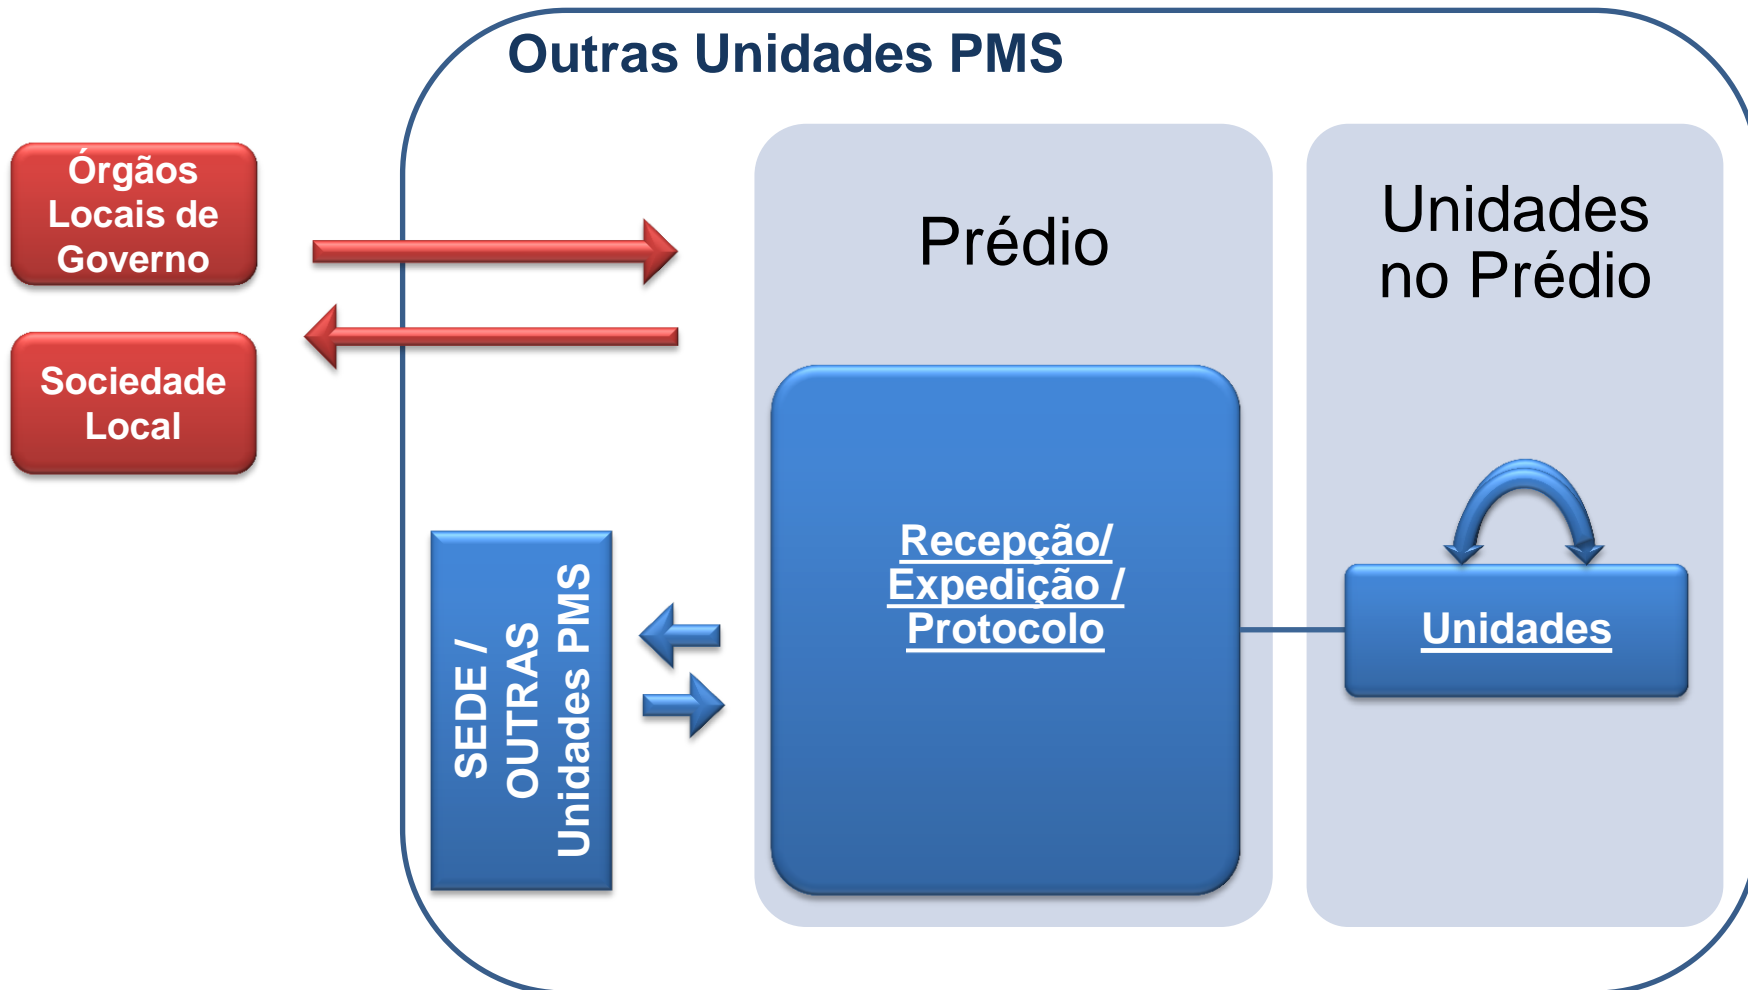 Outras Unidades PMS
Órgãos
Locais de
Governo
Sociedade
Local
Prédio
Unidades
no Prédio
SEDE /
OUTRAS
Unidades PMS
Recepção/
Expedição /
Protocolo
Unidades